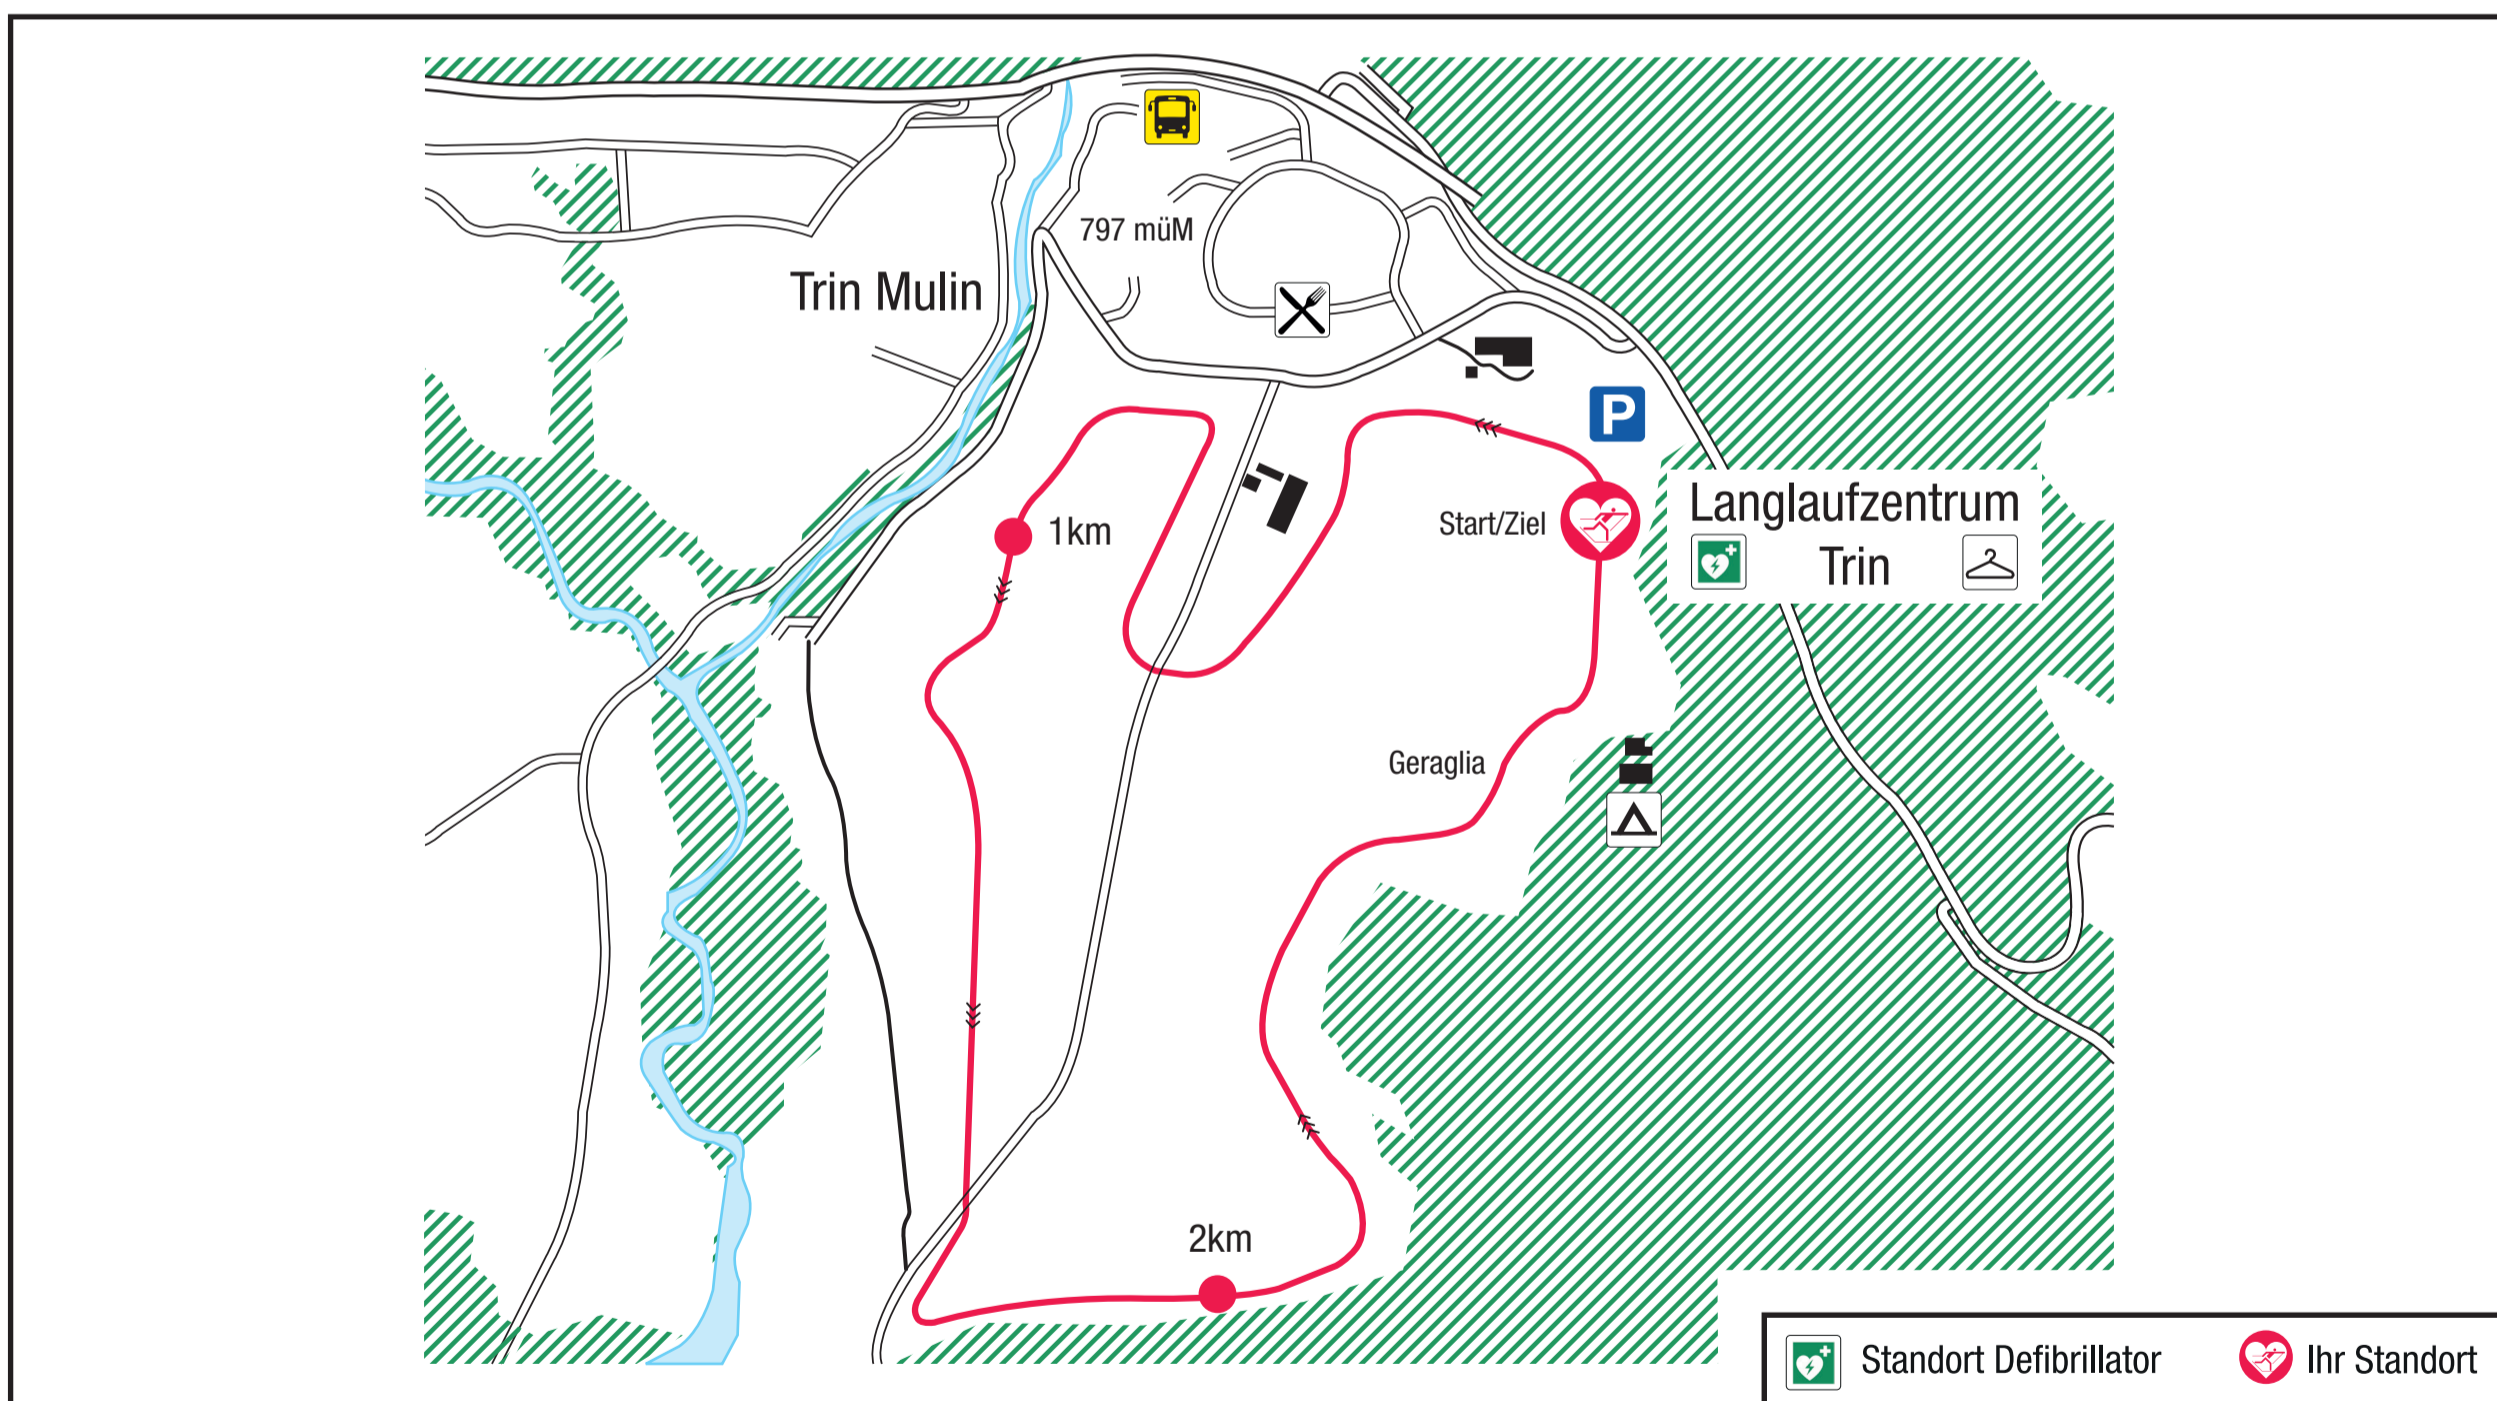 797 müM
Trin Mulin
P
Langlaufzentrum
Trin
Start/Ziel
1km
Geraglia
2km
Standort Defibrillator
Ihr Standort